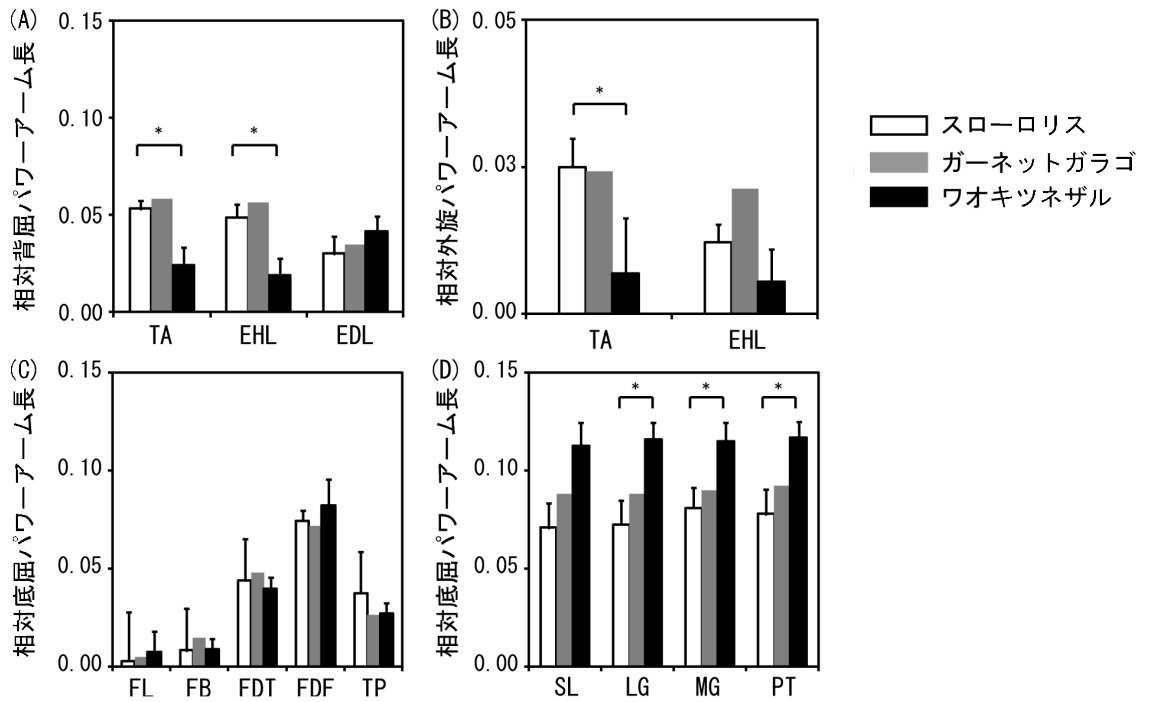 (A)
相対背屈パワーアーム長
0.15
0.10
0.05
0.00
*
*
TA EHL EDL
(B)
相対外旋パワーアーム長
0.05
0.03
0.00
*
TA EHL
スローロリス
ガーネットガラゴ
ワオキツネザル
(C)
相対底屈パワーアーム長
0.15
0.10
0.05
0.00
FL FB FDT FDF TP
(D)
相対底屈パワーアーム長
0.15
0.10
0.05
0.00
* * *
SL LG MG PT